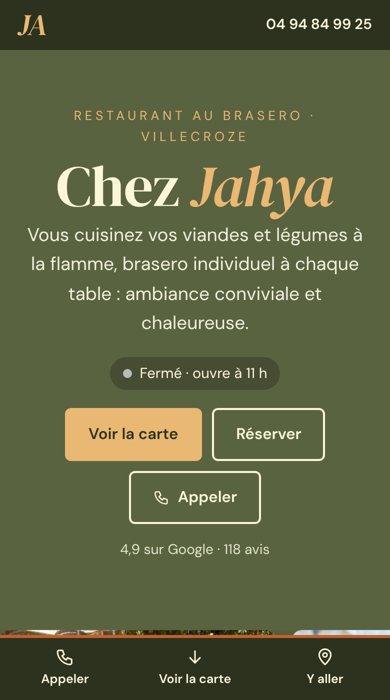 JA
04 94 84 99 25
RESTAURANT AU BRASERO ·
VILLECROZE
Chez Jahya
Vous cuisinez vos viandes et légumes à
la flamme, brasero individuel à chaque
table : ambiance conviviale et
chaleureuse.
Fermé · ouvre à 11 h
Voir la carte
Réserver
Appeler
4,9 sur Google · 118 avis
Appeler
Voir la carte
Y aller